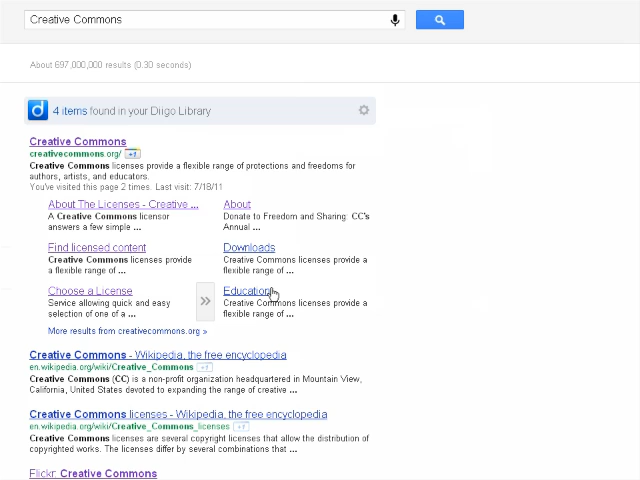 Creative Commons
About 697,000,000 results (0.30 seconds)
4 items found in your Diigo Library
Creative Commons
creativecommons.org/ +1
Creative Commons licenses provide a flexible range of protections and freedoms for
authors, artists, and educators.
You've visited this page 2 times. Last visit: 7/18/11
About The Licenses - Creative ...
A Creative Commons licensor
answers a few simple ...
About
Donate to Freedom and Sharing: CC's
Annual ...
Find licensed content
Creative Commons licenses provide
a flexible range of ...
Downloads
Creative Commons licenses provide a
flexible range of ...
Choose a License
Service allowing quick and easy
selection of one of a ...
Education
Creative Commons licenses provide a
flexible range of ...
More results from creativecommons.org »
Creative Commons - Wikipedia, the free encyclopedia
en.wikipedia.org/wiki/Creative_Commons +1
Creative Commons (CC) is a non-profit organization headquartered in Mountain View,
California, United States devoted to expanding the range of creative ...
Creative Commons licenses - Wikipedia, the free encyclopedia
en.wikipedia.org/wiki/Creative_Commons_licenses +1
Creative Commons licenses are several copyright licenses that allow the distribution of
copyrighted works. The licenses differ by several combinations that ...
Flickr: Creative Commons